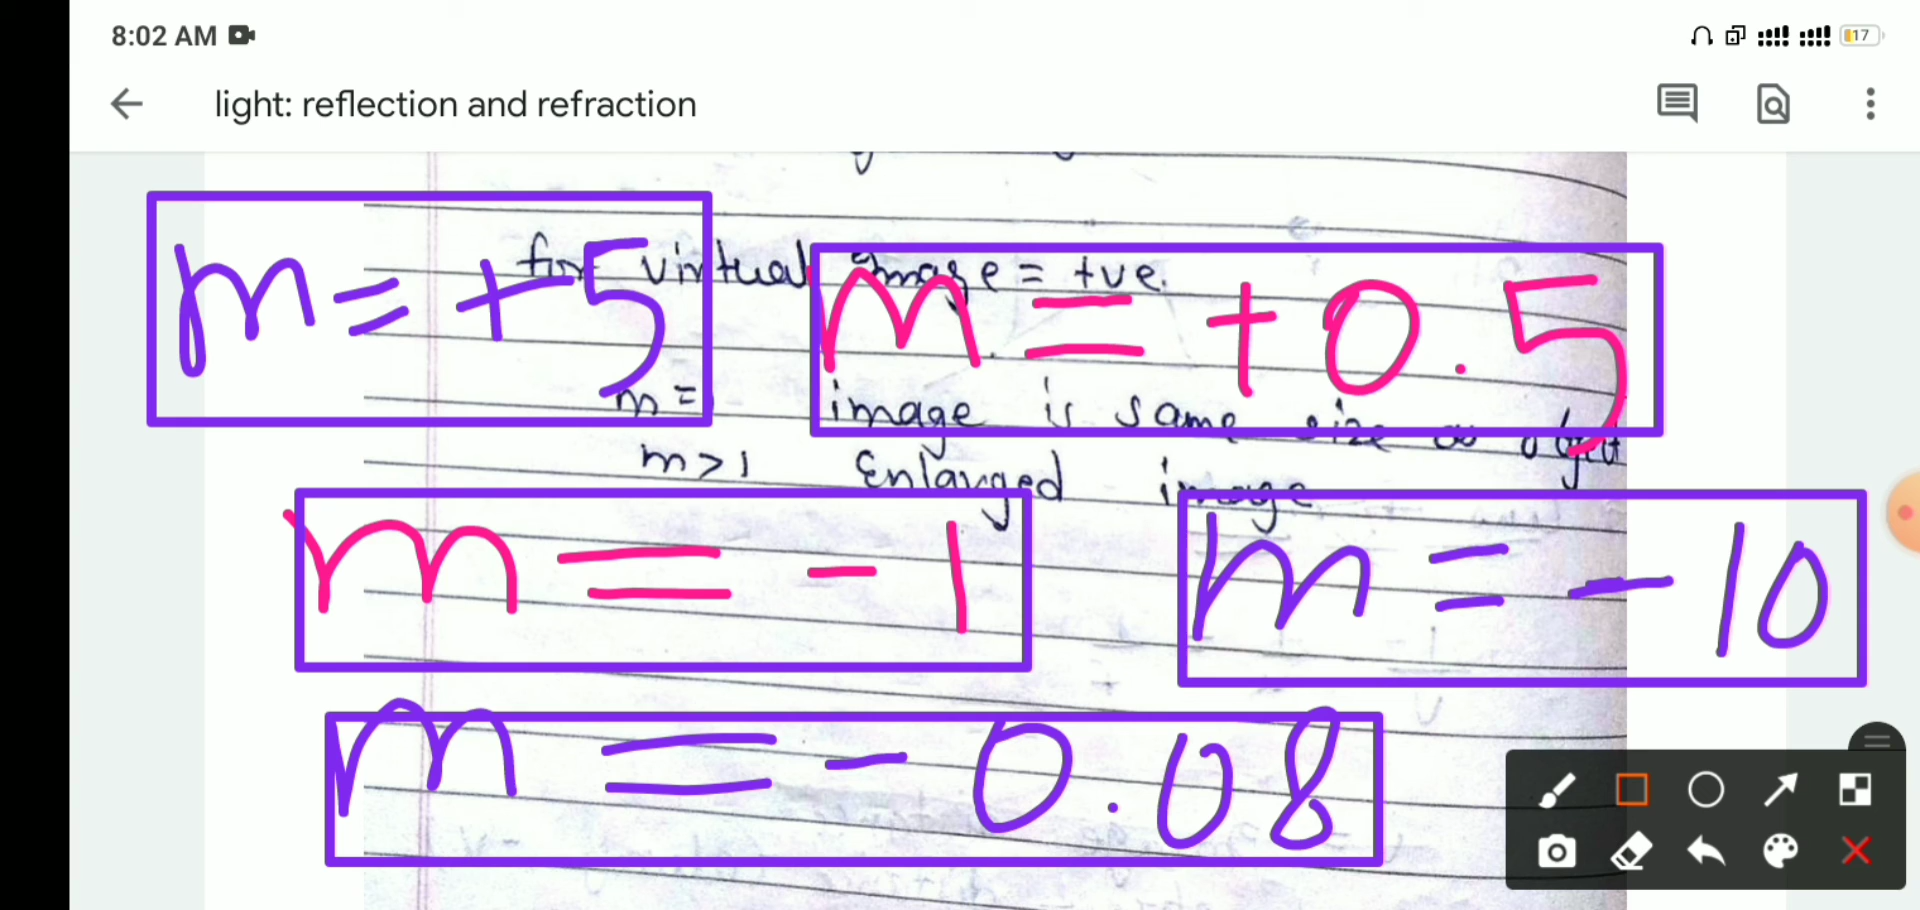 8:02 AM
17
light: reflection and refraction
for virtual image = +ve.
m = +5
m = +0.5
m =
image is same size as object
m > 1 Enlarged image
m = -1
m = -10
m = -0.08